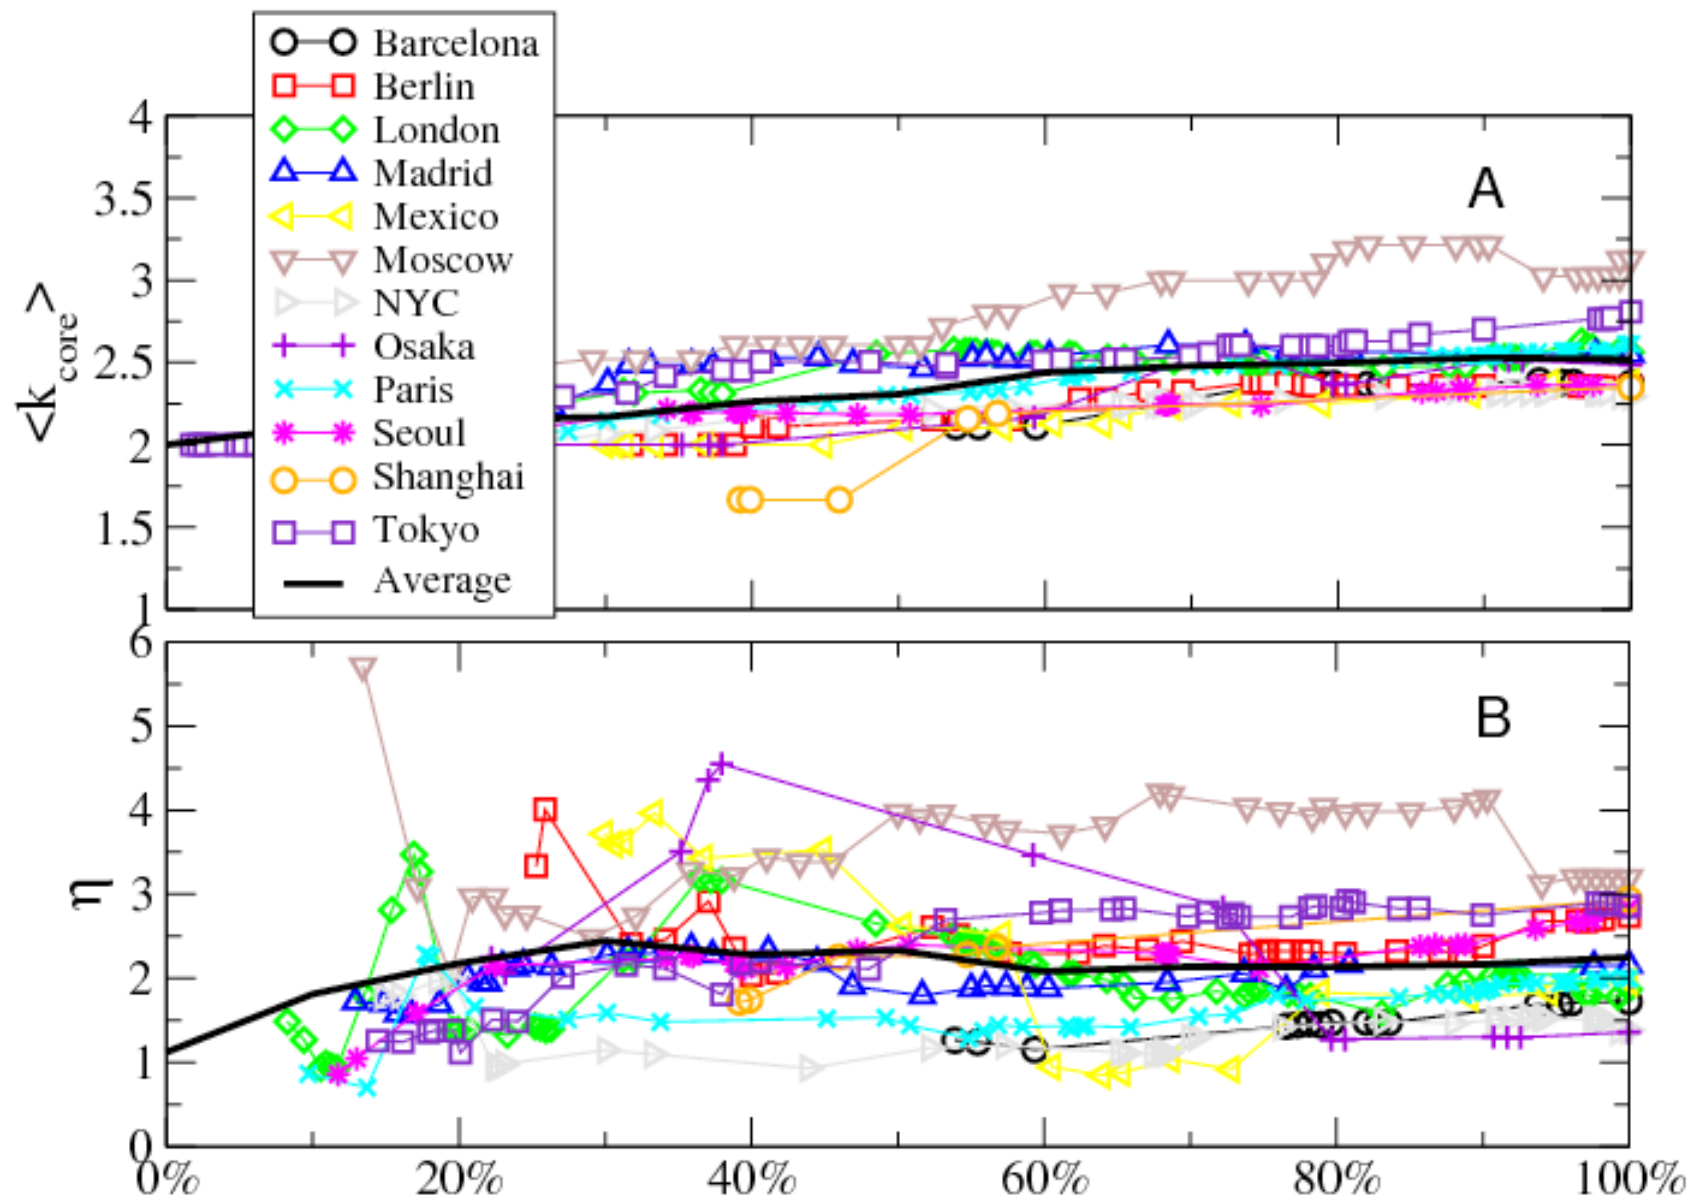 Barcelona
Berlin
London
Madrid
Mexico
Moscow
NYC
Osaka
Paris
Seoul
Shanghai
Tokyo
Average
4
3.5
3
2.5
2
1.5
1
<k core >
A
6
5
4
3
2
1
0
η
B
0% 20% 40% 60% 80% 100%